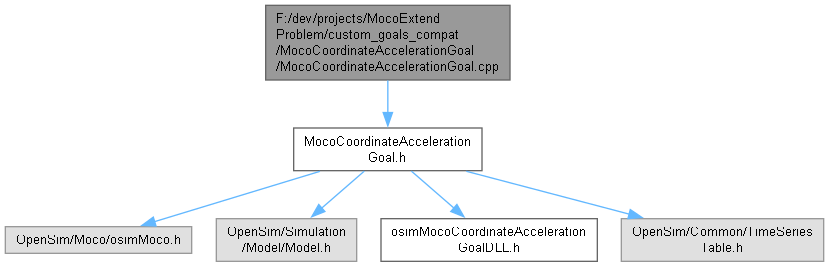 F:/dev/projects/MocoExtend
Problem/custom_goals_compat
/MocoCoordinateAccelerationGoal
/MocoCoordinateAccelerationGoal.cpp
MocoCoordinateAcceleration
Goal.h
OpenSim/Moco/osimMoco.h
OpenSim/Simulation
/Model/Model.h
osimMocoCoordinateAcceleration
GoalDLL.h
OpenSim/Common/TimeSeries
Table.h